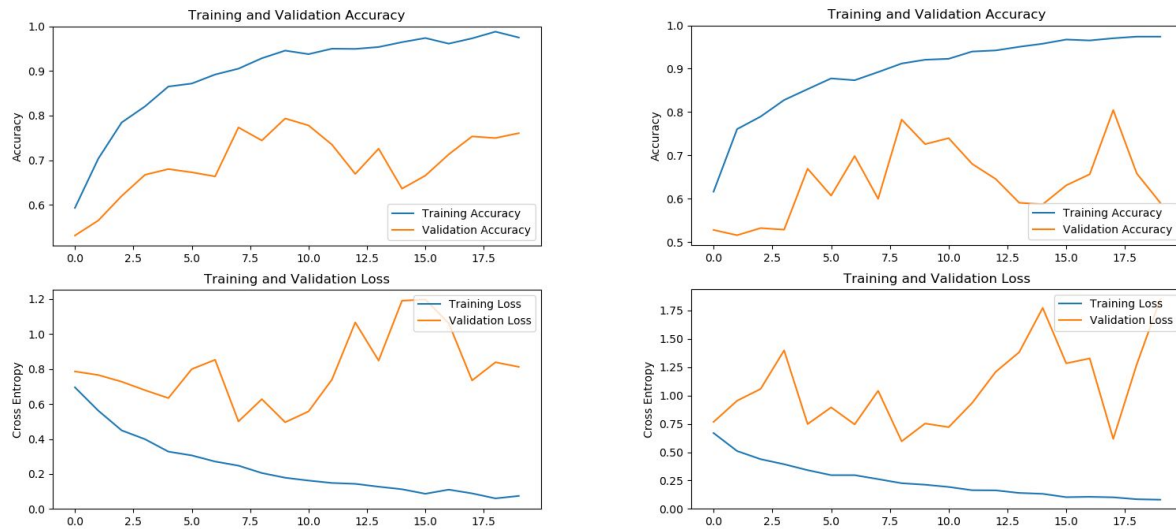 Training and Validation Accuracy
1.0
0.9
0.8
0.7
0.6
Accuracy
Training Accuracy
Validation Accuracy
0.0 2.5 5.0 7.5 10.0 12.5 15.0 17.5
Training and Validation Loss
1.2
1.0
0.8
0.6
0.4
0.2
0.0
Cross Entropy
Training Loss
Validation Loss
0.0 2.5 5.0 7.5 10.0 12.5 15.0 17.5
Training and Validation Accuracy
1.0
0.9
0.8
0.7
0.6
0.5
Accuracy
Training Accuracy
Validation Accuracy
0.0 2.5 5.0 7.5 10.0 12.5 15.0 17.5
Training and Validation Loss
1.75
1.50
1.25
1.00
0.75
0.50
0.25
0.00
Cross Entropy
Training Loss
Validation Loss
0.0 2.5 5.0 7.5 10.0 12.5 15.0 17.5